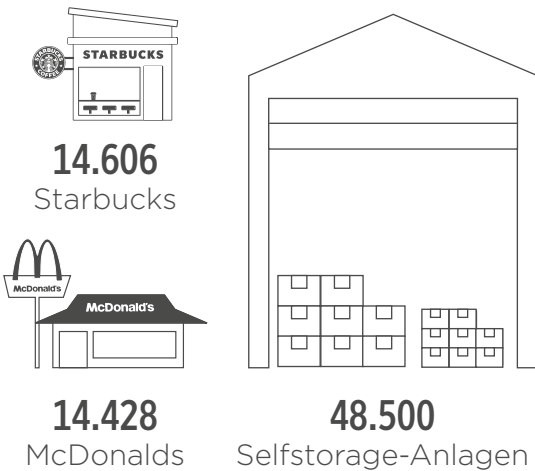 STARBUCKS
14.606
Starbucks
McDonald's
McDonald's
14.428
McDonalds
48.500
Selfstorage-Anlagen